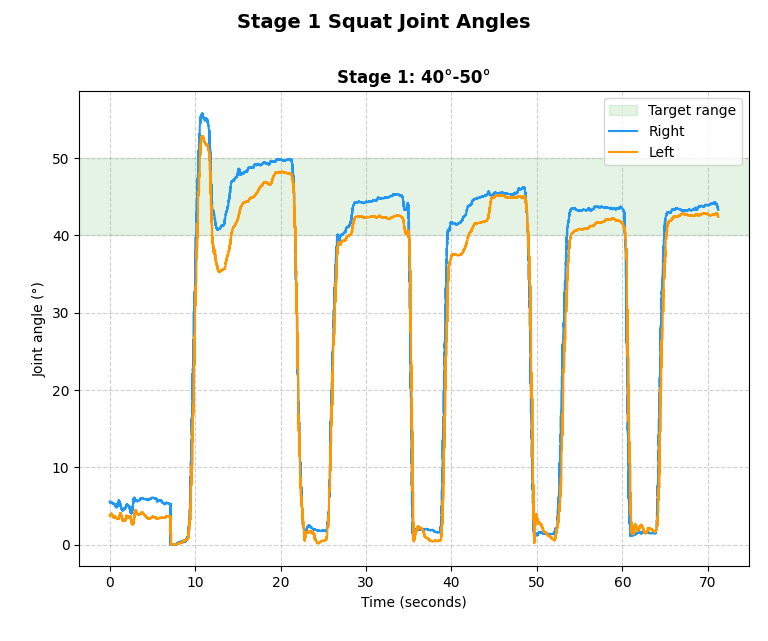 Stage 1 Squat Joint Angles
Stage 1: 40°-50°
Target range
Right
Left
Joint angle (°)
50
40
30
20
10
0
0 10 20 30 40 50 60 70
Time (seconds)